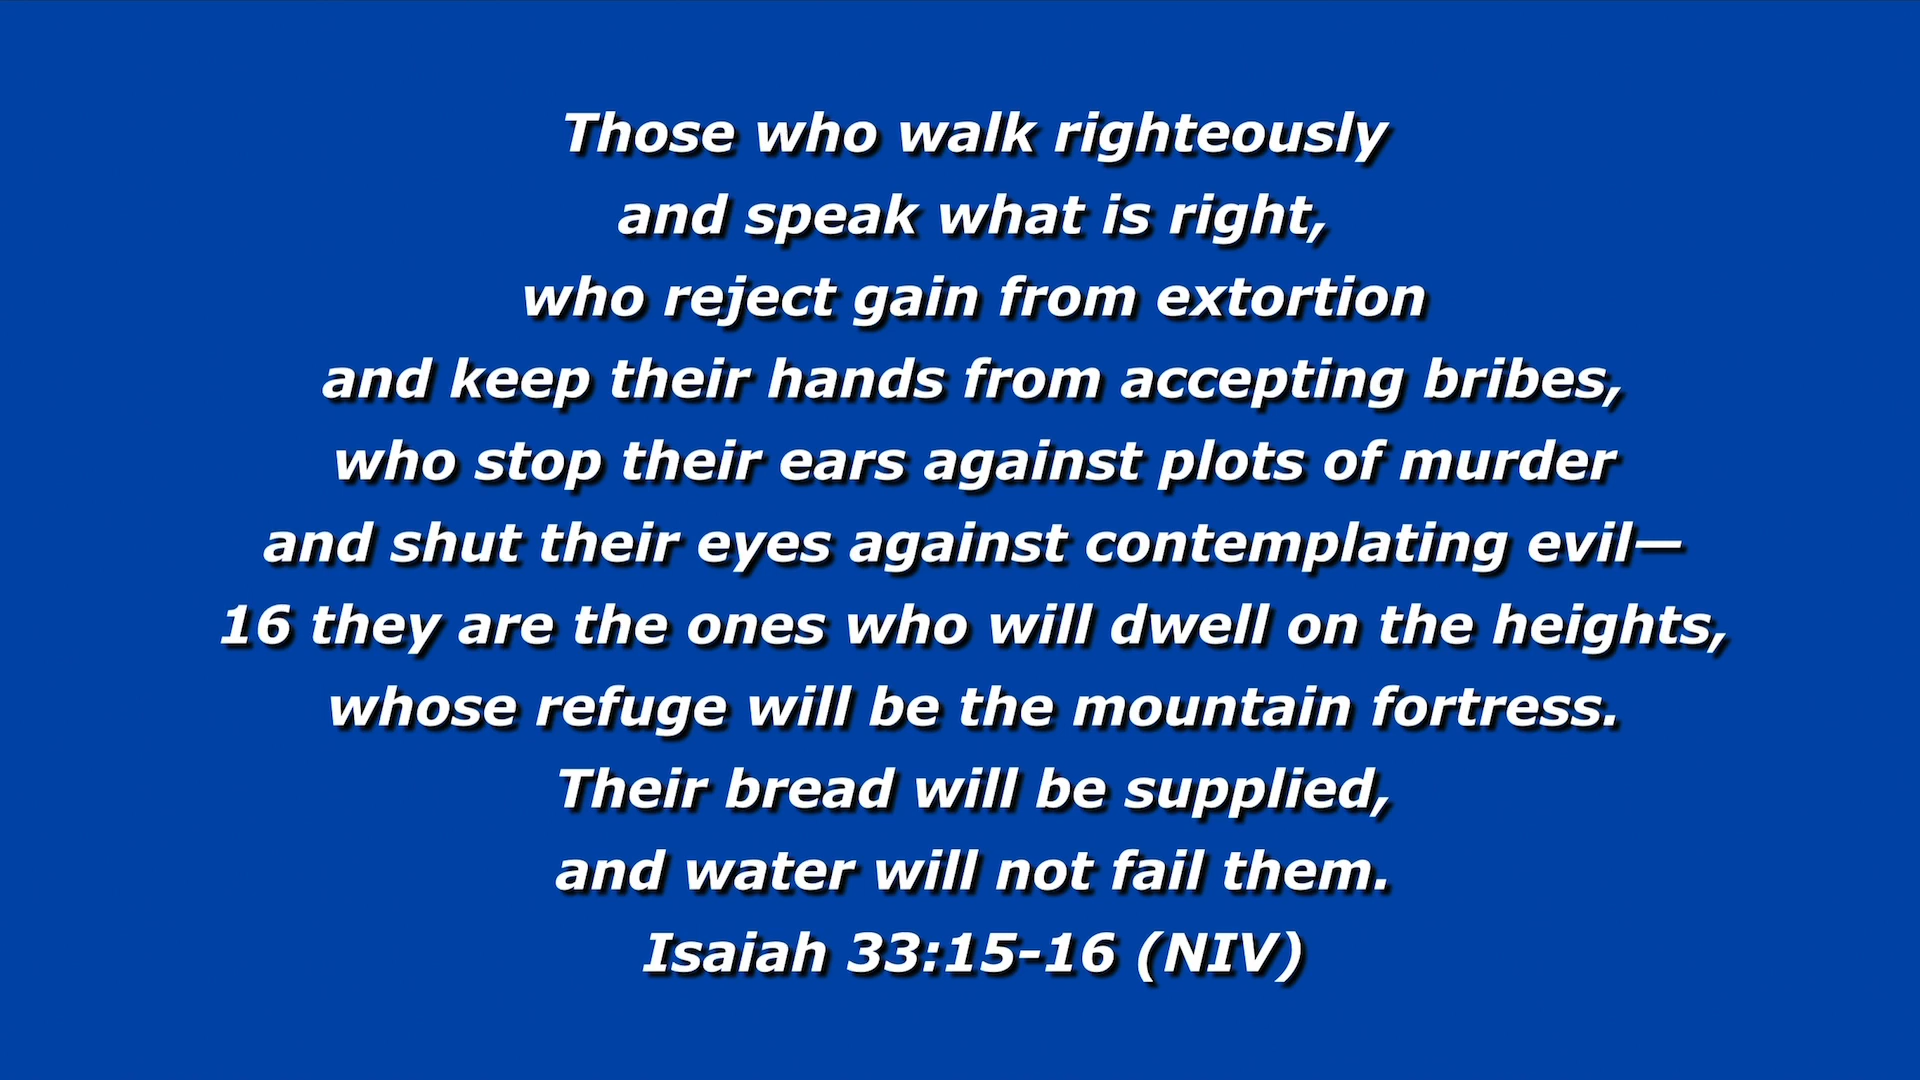 Those who walk righteously
and speak what is right,
who reject gain from extortion
and keep their hands from accepting bribes,
who stop their ears against plots of murder
and shut their eyes against contemplating evil—
16 they are the ones who will dwell on the heights,
whose refuge will be the mountain fortress.
Their bread will be supplied,
and water will not fail them.
Isaiah 33:15-16 (NIV)